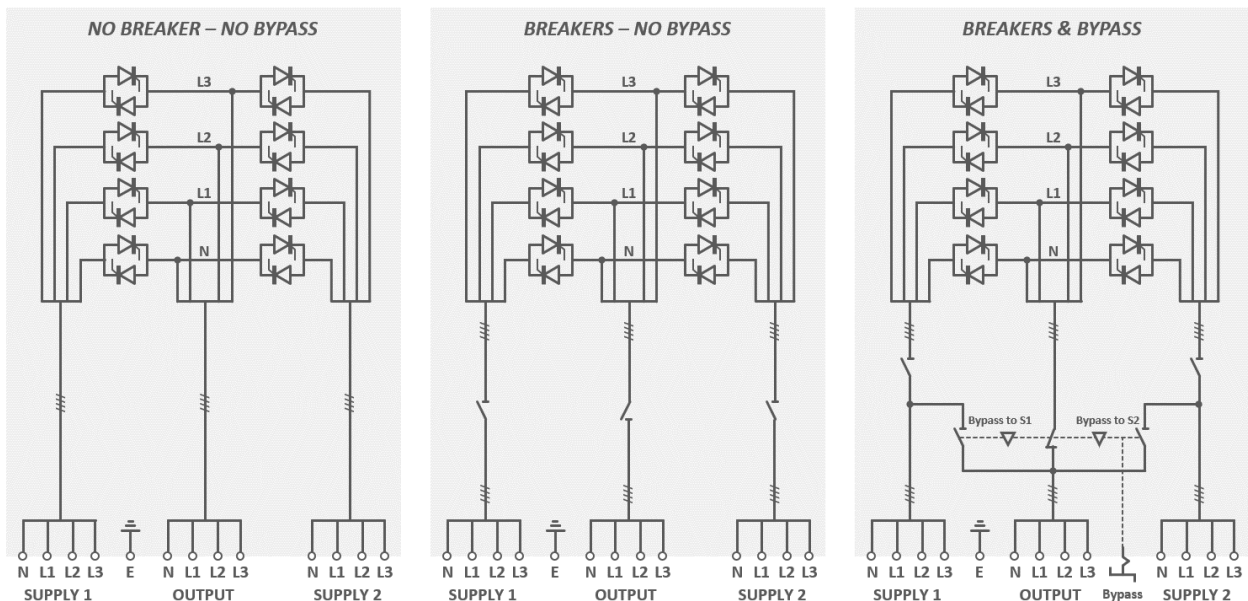 NO BREAKER – NO BYPASS
L3
L2
L1
N
N L1 L2 L3 E N L1 L2 L3 N L1 L2 L3
SUPPLY 1 OUTPUT SUPPLY 2
BREAKERS – NO BYPASS
L3
L2
L1
N
N L1 L2 L3 E N L1 L2 L3 N L1 L2 L3
SUPPLY 1 OUTPUT SUPPLY 2
BREAKERS & BYPASS
L3
L2
L1
N
Bypass to S1 Bypass to S2
N L1 L2 L3 E N L1 L2 L3 N L1 L2 L3
SUPPLY 1 OUTPUT Bypass SUPPLY 2